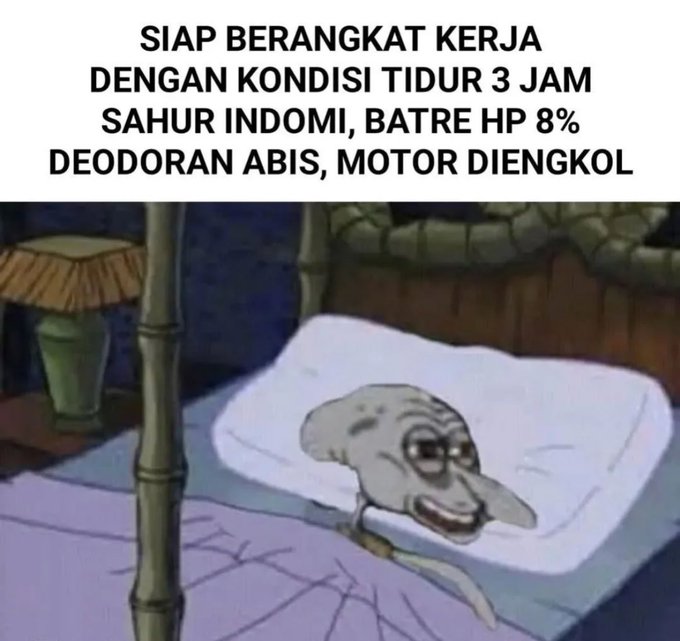 SIAP BERANGKAT KERJA
DENGAN KONDISI TIDUR 3 JAM
SAHUR INDOMI, BATRE HP 8%
DEODORAN ABIS, MOTOR DIENGKOL